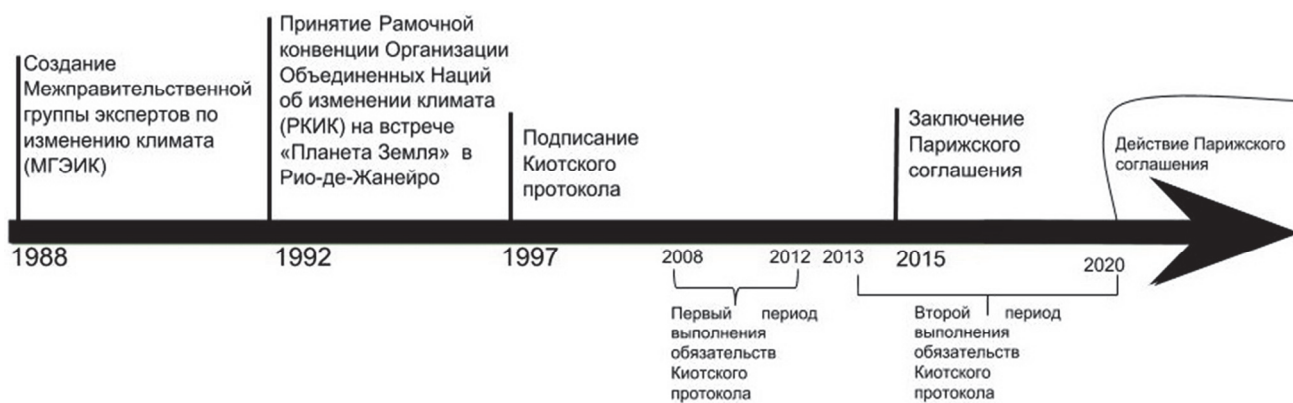 Создание
Межправительственной
группы экспертов по
изменению климата
(МГЭИК)
Принятие Рамочной
конвенции Организации
Объединенных Наций
об изменении климата
(РКИК) на встрече
«Планета Земля» в
Рио-де-Жанейро
Подписание
Киотского
протокола
Заключение
Парижского
соглашения
Действие Парижского
соглашения
1988
1992
1997
2008
2012
2013
2015
2020
Первый период
выполнения
обязательств
Киотского
протокола
Второй период
выполнения
обязательств
Киотского
протокола